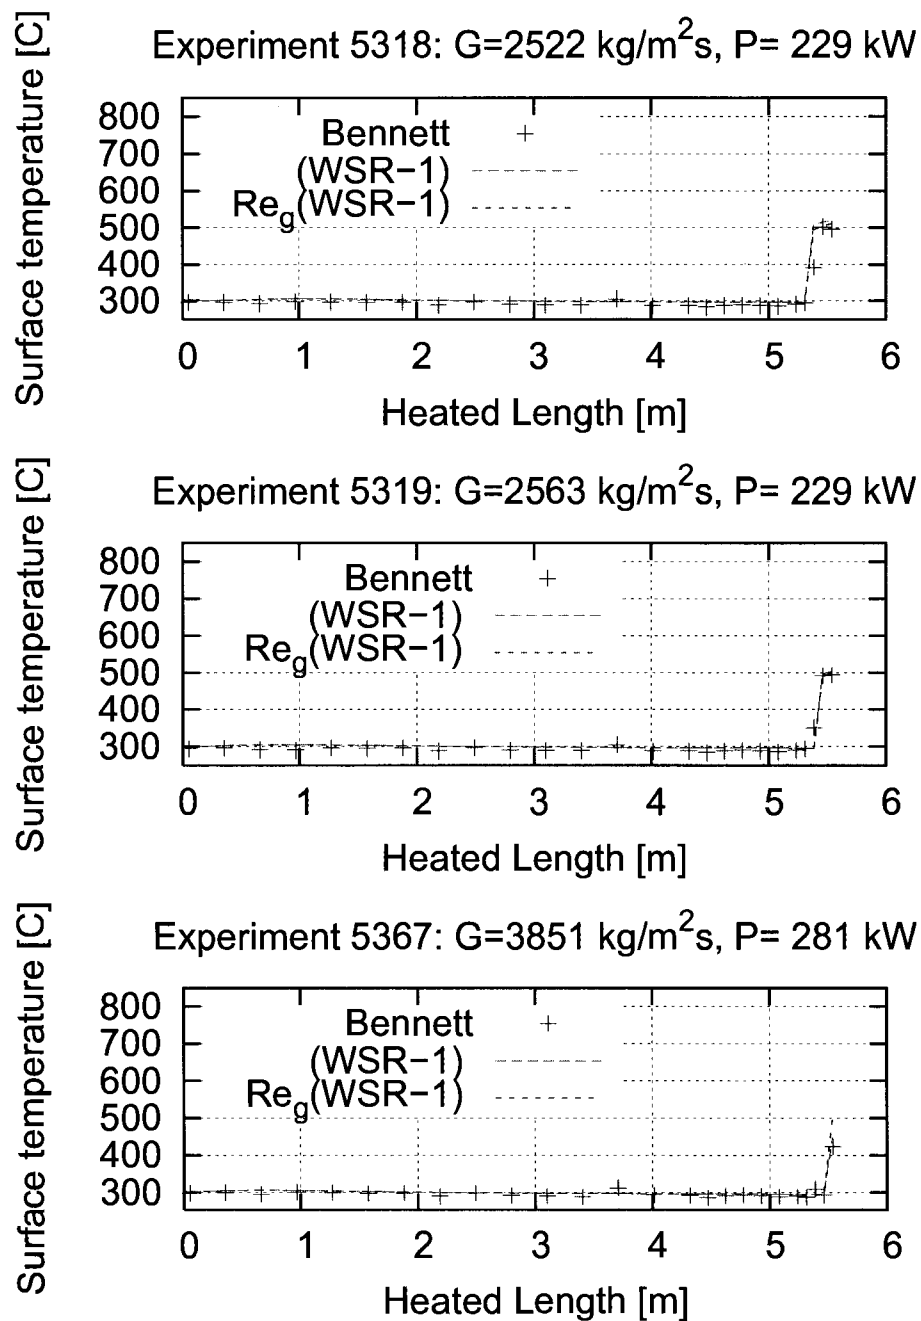 Experiment 5318: G=2522 kg/m²s, P= 229 kW
Surface temperature [C]
800
700
600
500
400
300
Bennett
(WSR−1)
Reg(WSR−1)
0 1 2 3 4 5 6
Heated Length [m]
Experiment 5319: G=2563 kg/m²s, P= 229 kW
Surface temperature [C]
800
700
600
500
400
300
Bennett
(WSR−1)
Reg(WSR−1)
0 1 2 3 4 5 6
Heated Length [m]
Experiment 5367: G=3851 kg/m²s, P= 281 kW
Surface temperature [C]
800
700
600
500
400
300
Bennett
(WSR−1)
Reg(WSR−1)
0 1 2 3 4 5 6
Heated Length [m]